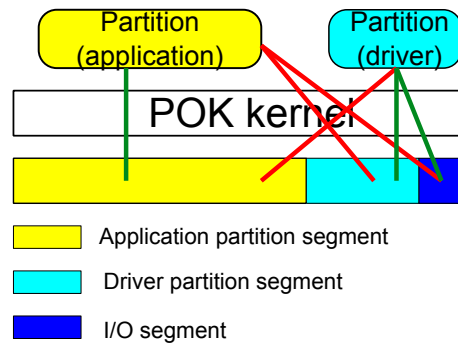 Partition
(application)
Partition
(driver)
POK kernel
Application partition segment
Driver partition segment
I/O segment